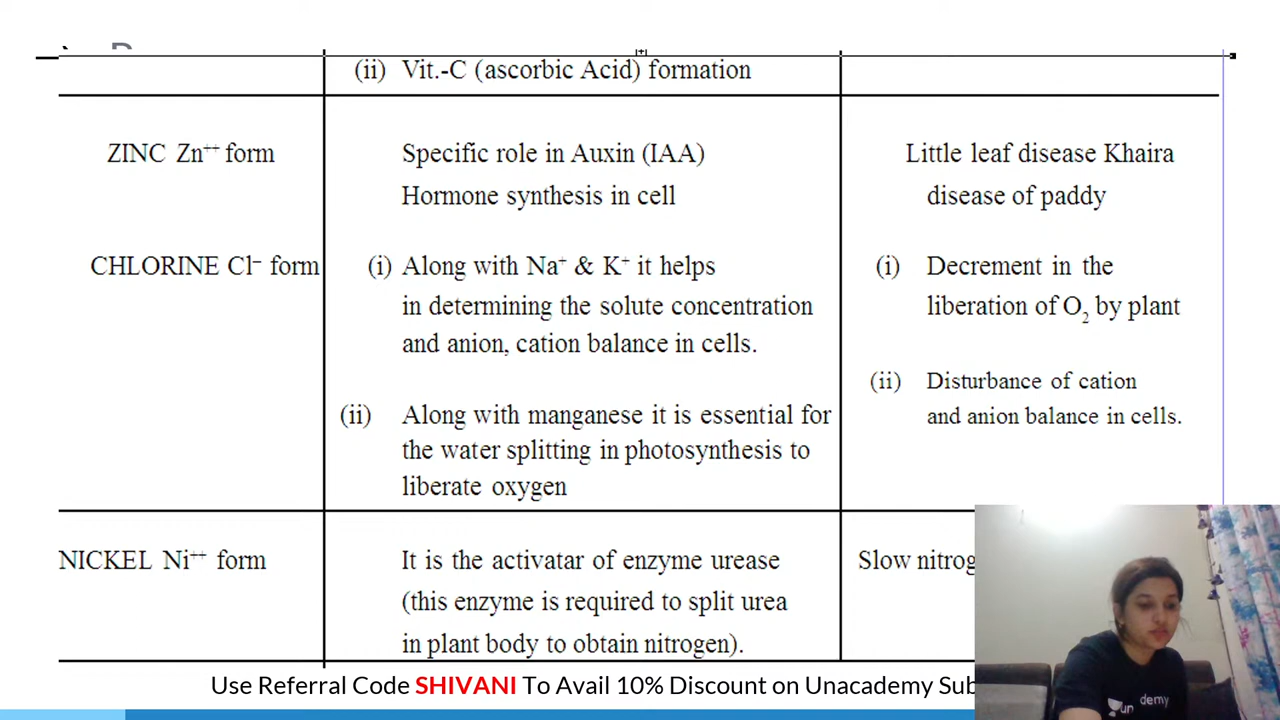 (ii) Vit.-C (ascorbic Acid) formation
ZINC Zn⁺⁺ form
Specific role in Auxin (IAA)
Hormone synthesis in cell
Little leaf disease Khaira
disease of paddy
CHLORINE Cl⁻ form
(i) Along with Na⁺ & K⁺ it helps
in determining the solute concentration
and anion, cation balance in cells.
(ii) Along with manganese it is essential for
the water splitting in photosynthesis to
liberate oxygen
(i) Decrement in the
liberation of O₂ by plant
(ii) Disturbance of cation
and anion balance in cells.
NICKEL Ni⁺⁺ form
It is the activatar of enzyme urease
(this enzyme is required to split urea
in plant body to obtain nitrogen).
Slow nitrog
Use Referral Code SHIVANI To Avail 10% Discount on Unacademy Sub
un demy